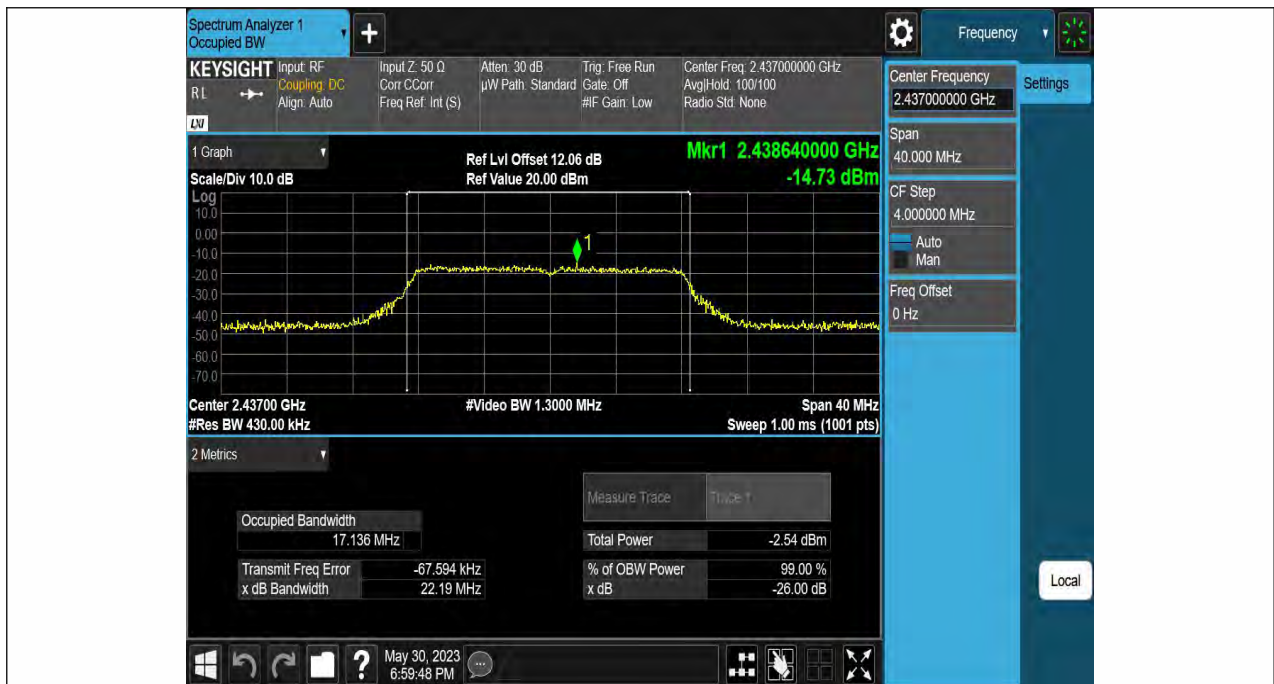 Spectrum Analyzer 1
Occupied BW
+
Frequency
KEYSIGHT
RL
LXI
Input: RF
Coupling: DC
Align: Auto
Input Z: 50 Ω
Corr CCorr
Freq Ref: Int (S)
Atten: 30 dB
µW Path: Standard
Trig: Free Run
Gate: Off
#IF Gain: Low
Center Freq: 2.437000000 GHz
Avg|Hold: 100/100
Radio Std: None
Center Frequency
2.437000000 GHz
Settings
Span
40.000 MHz
CF Step
4.000000 MHz
Auto
Man
Freq Offset
0 Hz
Local
1 Graph
Scale/Div 10.0 dB
Ref Lvl Offset 12.06 dB
Ref Value 20.00 dBm
Mkr1 2.438640000 GHz
-14.73 dBm
Log
10.0
0.00
-10.0
-20.0
-30.0
-40.0
-50.0
-60.0
-70.0
1
Center 2.43700 GHz
#Res BW 430.00 kHz
#Video BW 1.3000 MHz
Span 40 MHz
Sweep 1.00 ms (1001 pts)
2 Metrics
Measure Trace Trace 1
Occupied Bandwidth
17.136 MHz
Total Power -2.54 dBm
Transmit Freq Error -67.594 kHz
% of OBW Power 99.00 %
x dB Bandwidth 22.19 MHz
x dB -26.00 dB
?
May 30, 2023
6:59:48 PM